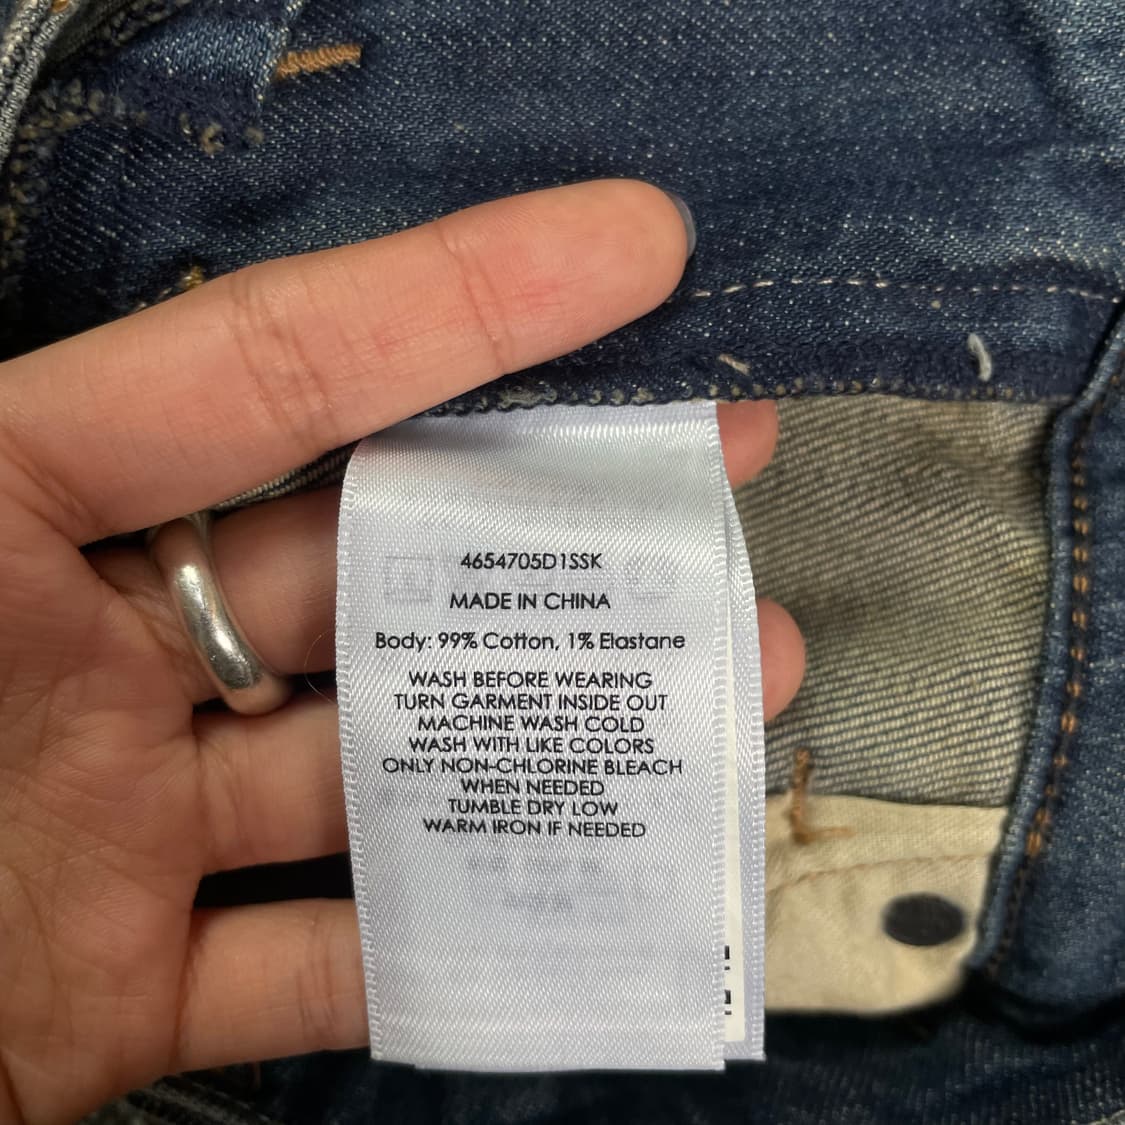 4654705D1SSK
MADE IN CHINA
Body: 99% Cotton, 1% Elastane
WASH BEFORE WEARING
TURN GARMENT INSIDE OUT
MACHINE WASH COLD
WASH WITH LIKE COLORS
ONLY NON-CHLORINE BLEACH
WHEN NEEDED
TUMBLE DRY LOW
WARM IRON IF NEEDED